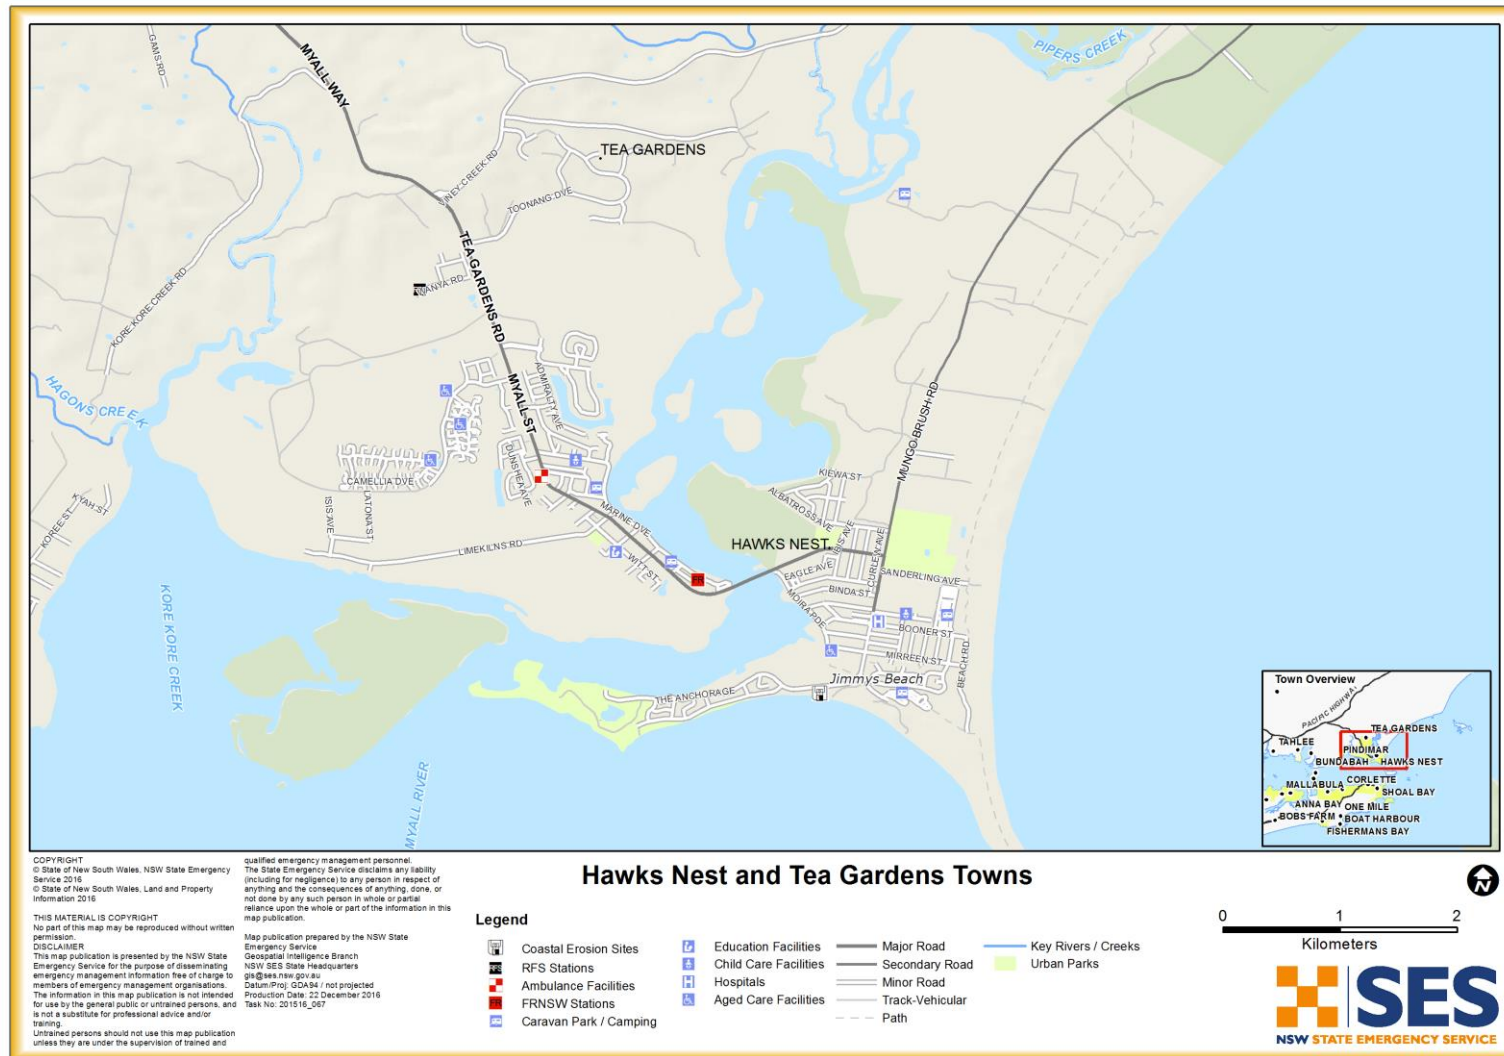 GAMS RD
MYALL WAY
PIPERS CREEK
TEA GARDENS
VINEY CREEK RD
TOONANG DVE
TEA GARDENS RD
KORE KORE CREEK RD
MUNGO BRUSH RD
HAGONS CREEK
MYALL ST
ADMIRALTY AVE
DUNSHEA AVE
CAMELLIA DVE
KYAH ST
KOREE ST
ISIS AVE
LATONA ST
LIMEKILNS RD
MARINE DVE
WITT ST
FR
KIEWA ST
ALBATROSS AVE
IBIS AVE
HAWKS NEST
EAGLE AVE
CURLEW AVE
SANDERLING AVE
BINDA ST
MOIRA PDE
H
BOONER ST
MIRREEN ST
BEACH RD
Jimmys Beach
THE ANCHORAGE
KORE KORE CREEK
MYALL RIVER
Town Overview
PACIFIC HIGHWAY
TEA GARDENS
TAHLEE
PINDIMAR
BUNDABAH
HAWKS NEST
MALLABULA
CORLETTE
SHOAL BAY
ANNA BAY
ONE MILE
BOBS FARM
BOAT HARBOUR
FISHERMANS BAY
COPYRIGHT
© State of New South Wales, NSW State Emergency
Service 2016
© State of New South Wales, Land and Property
Information 2016
THIS MATERIAL IS COPYRIGHT
No part of this map may be reproduced without written
permission.
DISCLAIMER
This map publication is presented by the NSW State
Emergency Service for the purpose of disseminating
emergency management information free of charge to
members of emergency management organisations.
The information in this map publication is not intended
for use by the general public or untrained persons, and
is not a substitute for professional advice and/or
training.
Untrained persons should not use this map publication
unless they are under the supervision of trained and
qualified emergency management personnel.
The State Emergency Service disclaims any liability
(including for negligence) to any person in respect of
anything and the consequences of anything, done, or
not done by any such person in whole or partial
reliance upon the whole or part of the information in this
map publication.
Map publication prepared by the NSW State
Emergency Service
Geospatial Intelligence Branch
NSW SES State Headquarters
gis@ses.nsw.gov.au
Datum/Proj: GDA94 / not projected
Production Date: 22 December 2016
Task No: 201516_067
Hawks Nest and Tea Gardens Towns
N
Legend
Coastal Erosion Sites
RFS RFS Stations
Ambulance Facilities
FR FRNSW Stations
Caravan Park / Camping
Education Facilities
Child Care Facilities
H Hospitals
Aged Care Facilities
Major Road
Secondary Road
Minor Road
Track-Vehicular
Path
Key Rivers / Creeks
Urban Parks
0 1 2
Kilometers
SES
NSW STATE EMERGENCY SERVICE